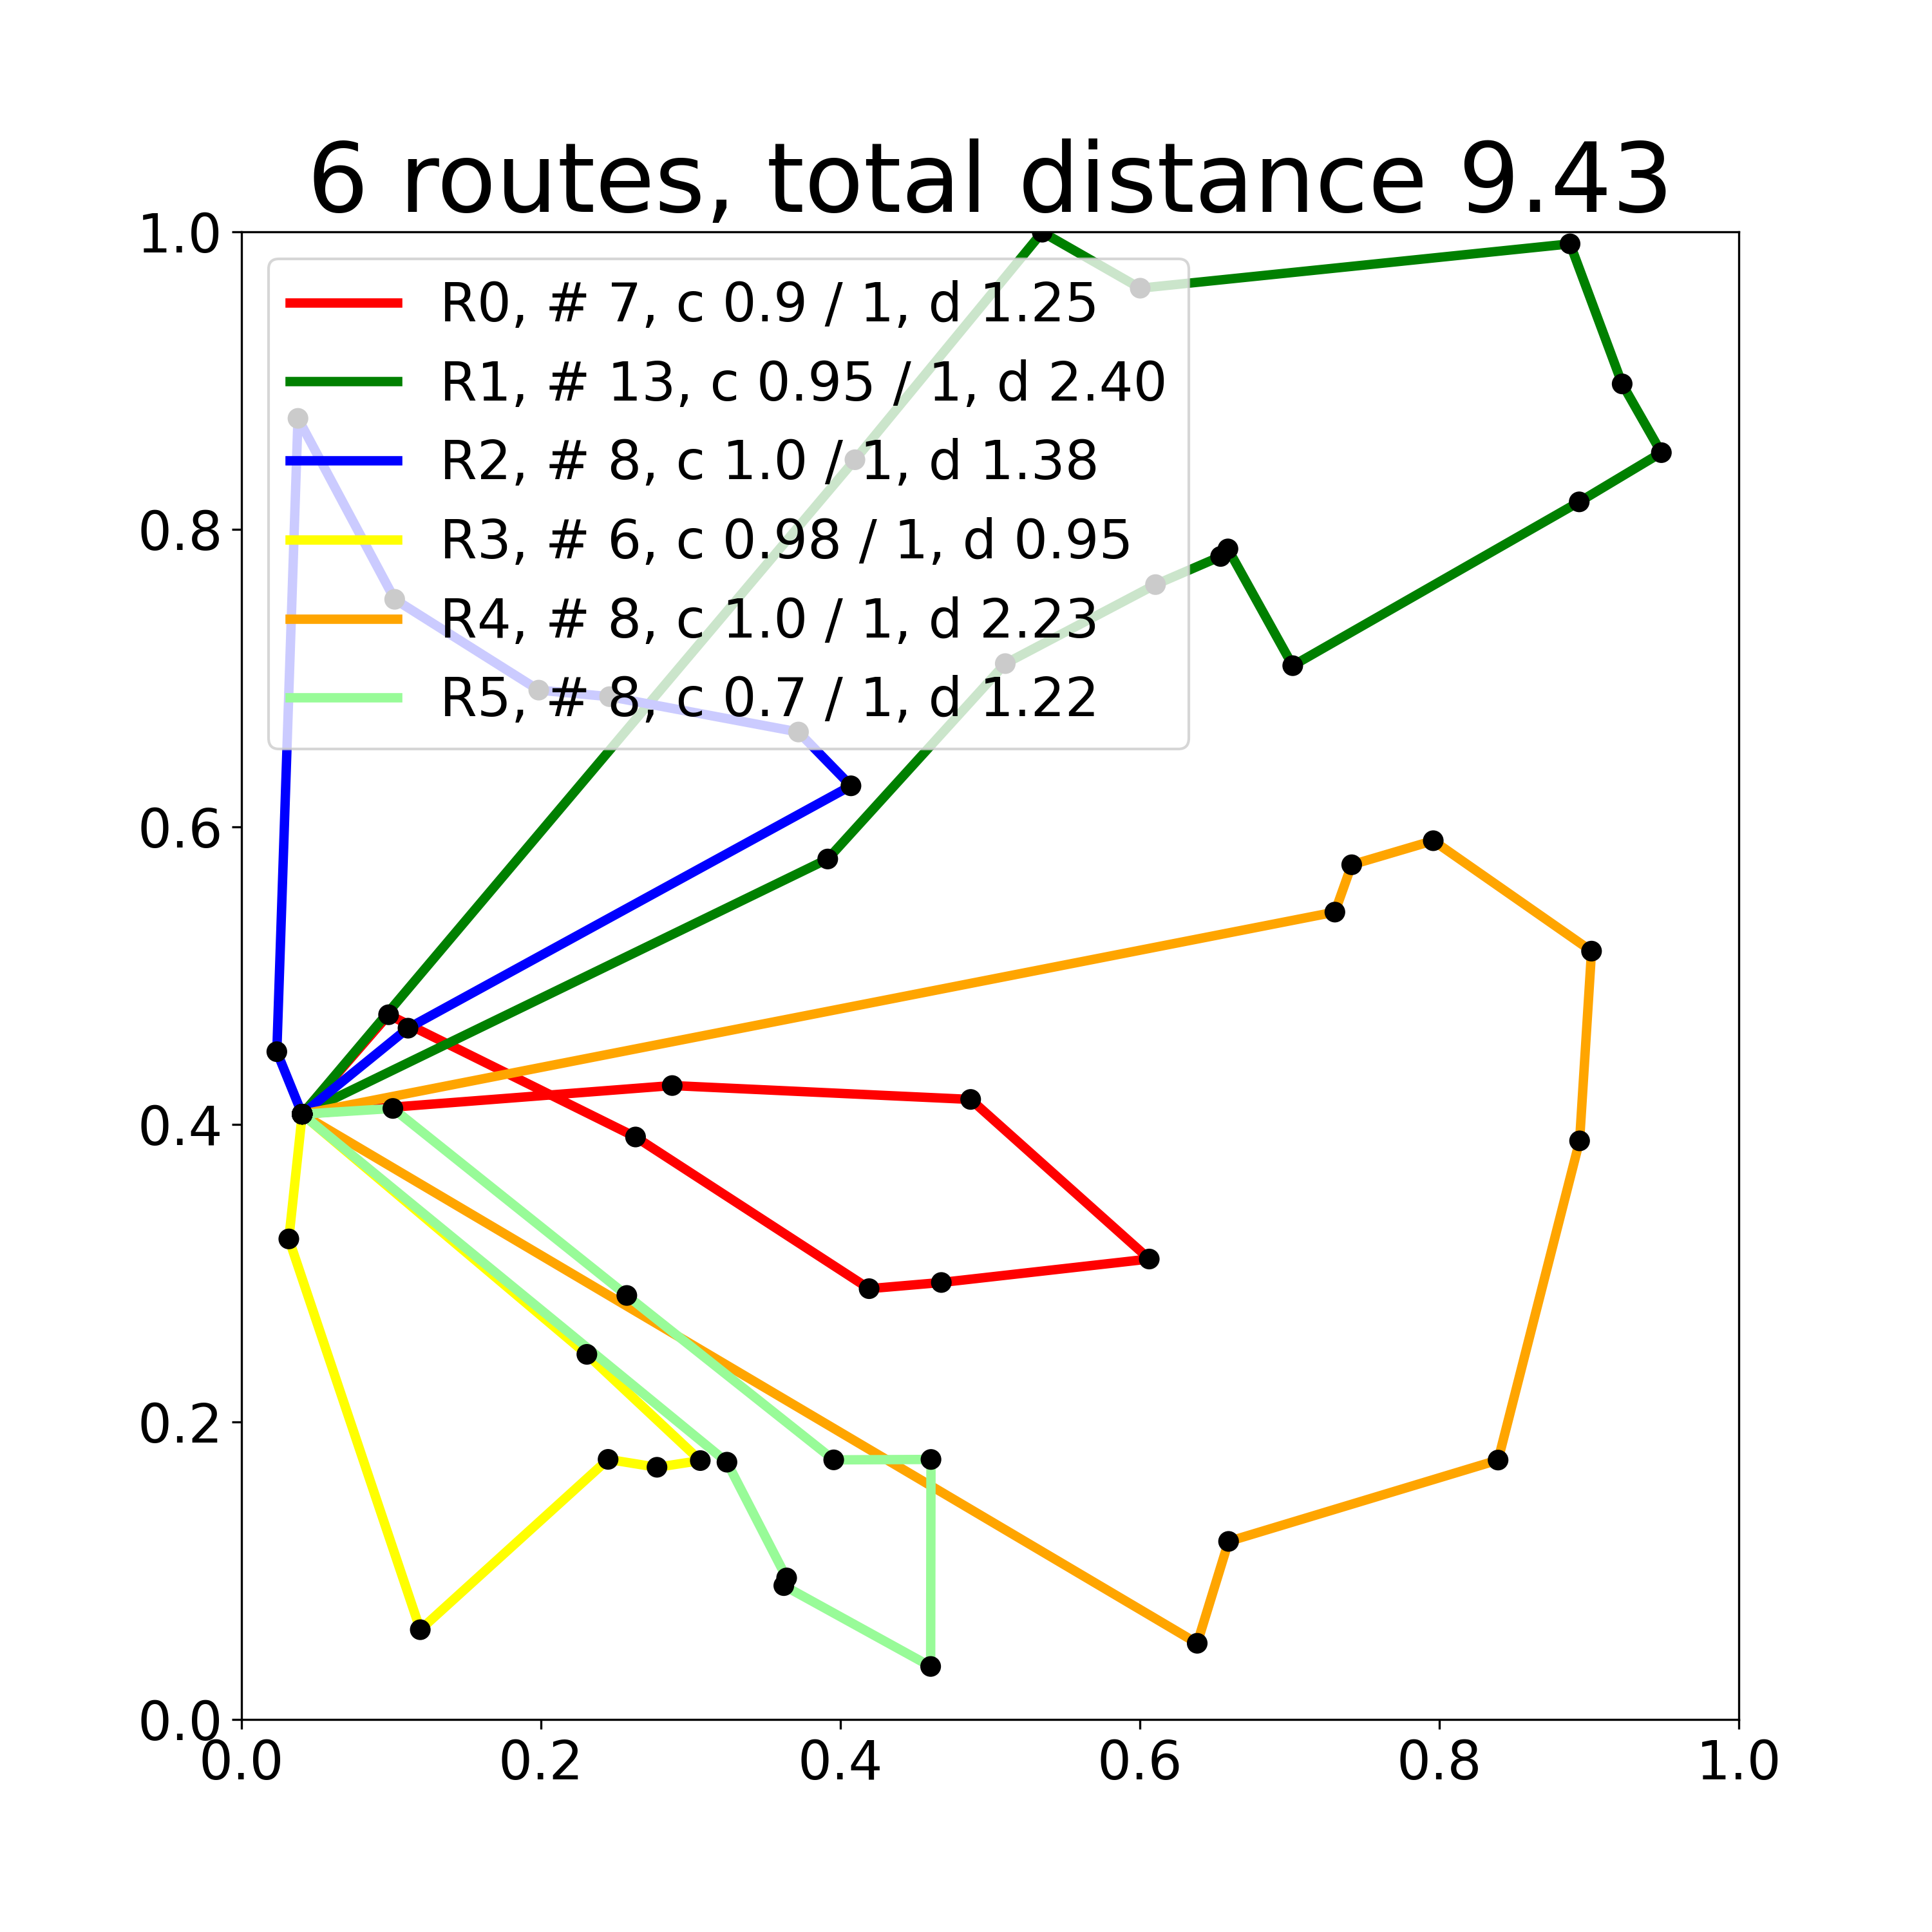 6 routes, total distance 9.43
1.0
R0, # 7, c 0.9 / 1, d 1.25
R1, # 13, c 0.95 / 1, d 2.40
R2, # 8, c 1.0 / 1, d 1.38
0.8
R3, # 6, c 0.98 / 1, d 0.95
R4, # 8, c 1.0 / 1, d 2.23
R5, # 8, c 0.7 / 1, d 1.22
0.6
0.4
0.2
0.0
0.0 0.2 0.4 0.6 0.8 1.0